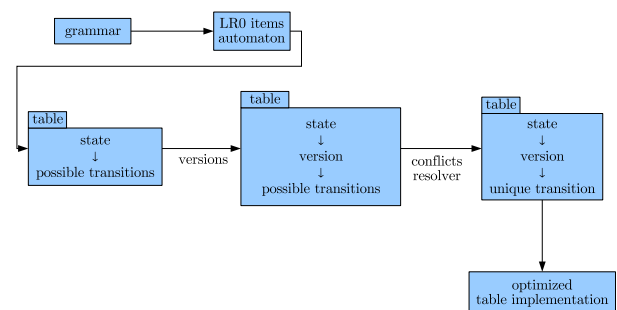 grammar
LR0 items
automaton
table
state
↓
possible transitions
versions
table
state
↓
version
↓
possible transitions
conflicts
resolver
table
state
↓
version
↓
unique transition
optimized
table implementation